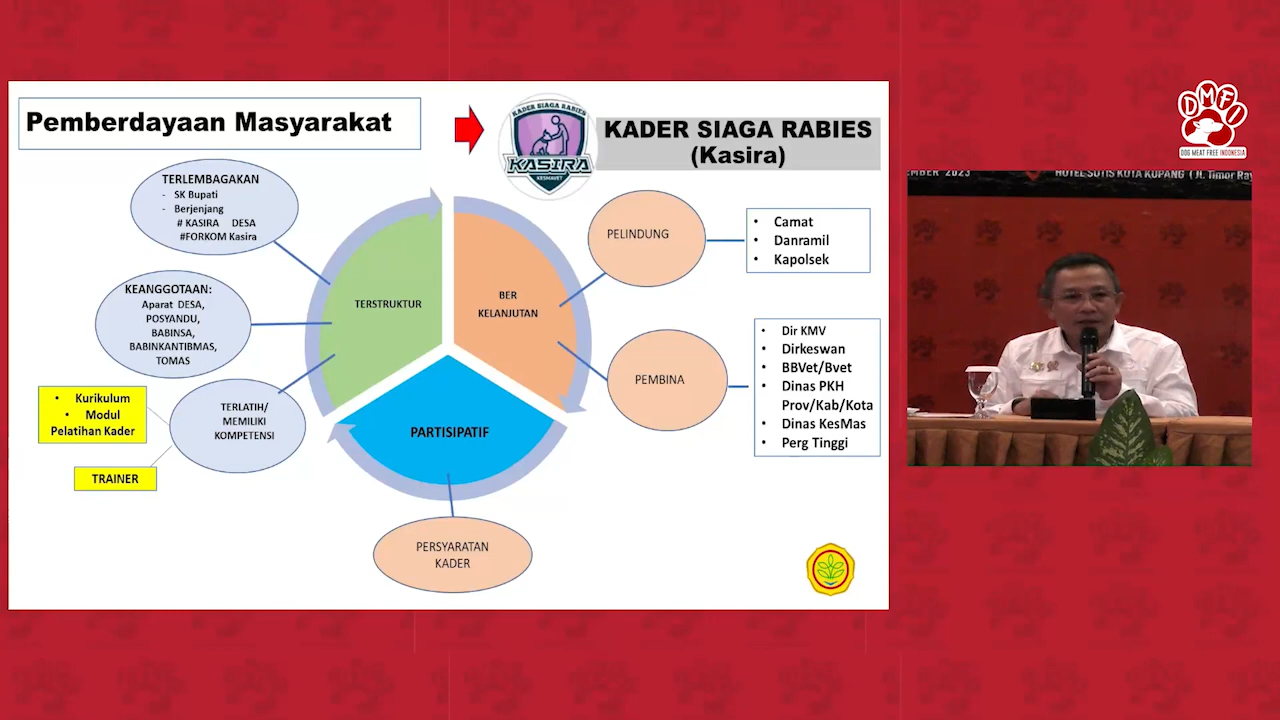 Pemberdayaan Masyarakat
KADER SIAGA RABIES
KASIRA
KESMAVET
KADER SIAGA RABIES
(Kasira)
TERLEMBAGAKAN
- SK Bupati
- Berjenjang
# KASIRA DESA
#FORKOM Kasira
KEANGGOTAAN:
Aparat DESA,
POSYANDU,
BABINSA,
BABINKANTIBMAS,
TOMAS
• Kurikulum
• Modul
Pelatihan Kader
TRAINER
TERLATIH/
MEMILIKI
KOMPETENSI
TERSTRUKTUR
BER
KELANJUTAN
PARTISIPATIF
PERSYARATAN
KADER
PELINDUNG
• Camat
• Danramil
• Kapolsek
PEMBINA
• Dir KMV
• Dirkeswan
• BBVet/Bvet
• Dinas PKH
Prov/Kab/Kota
• Dinas KesMas
• Perg Tinggi
DMFI
DOG MEAT FREE INDONESIA
EMBER 2023
HOTEL SOTIS KOTA KUPANG ( JL. Timor Ray